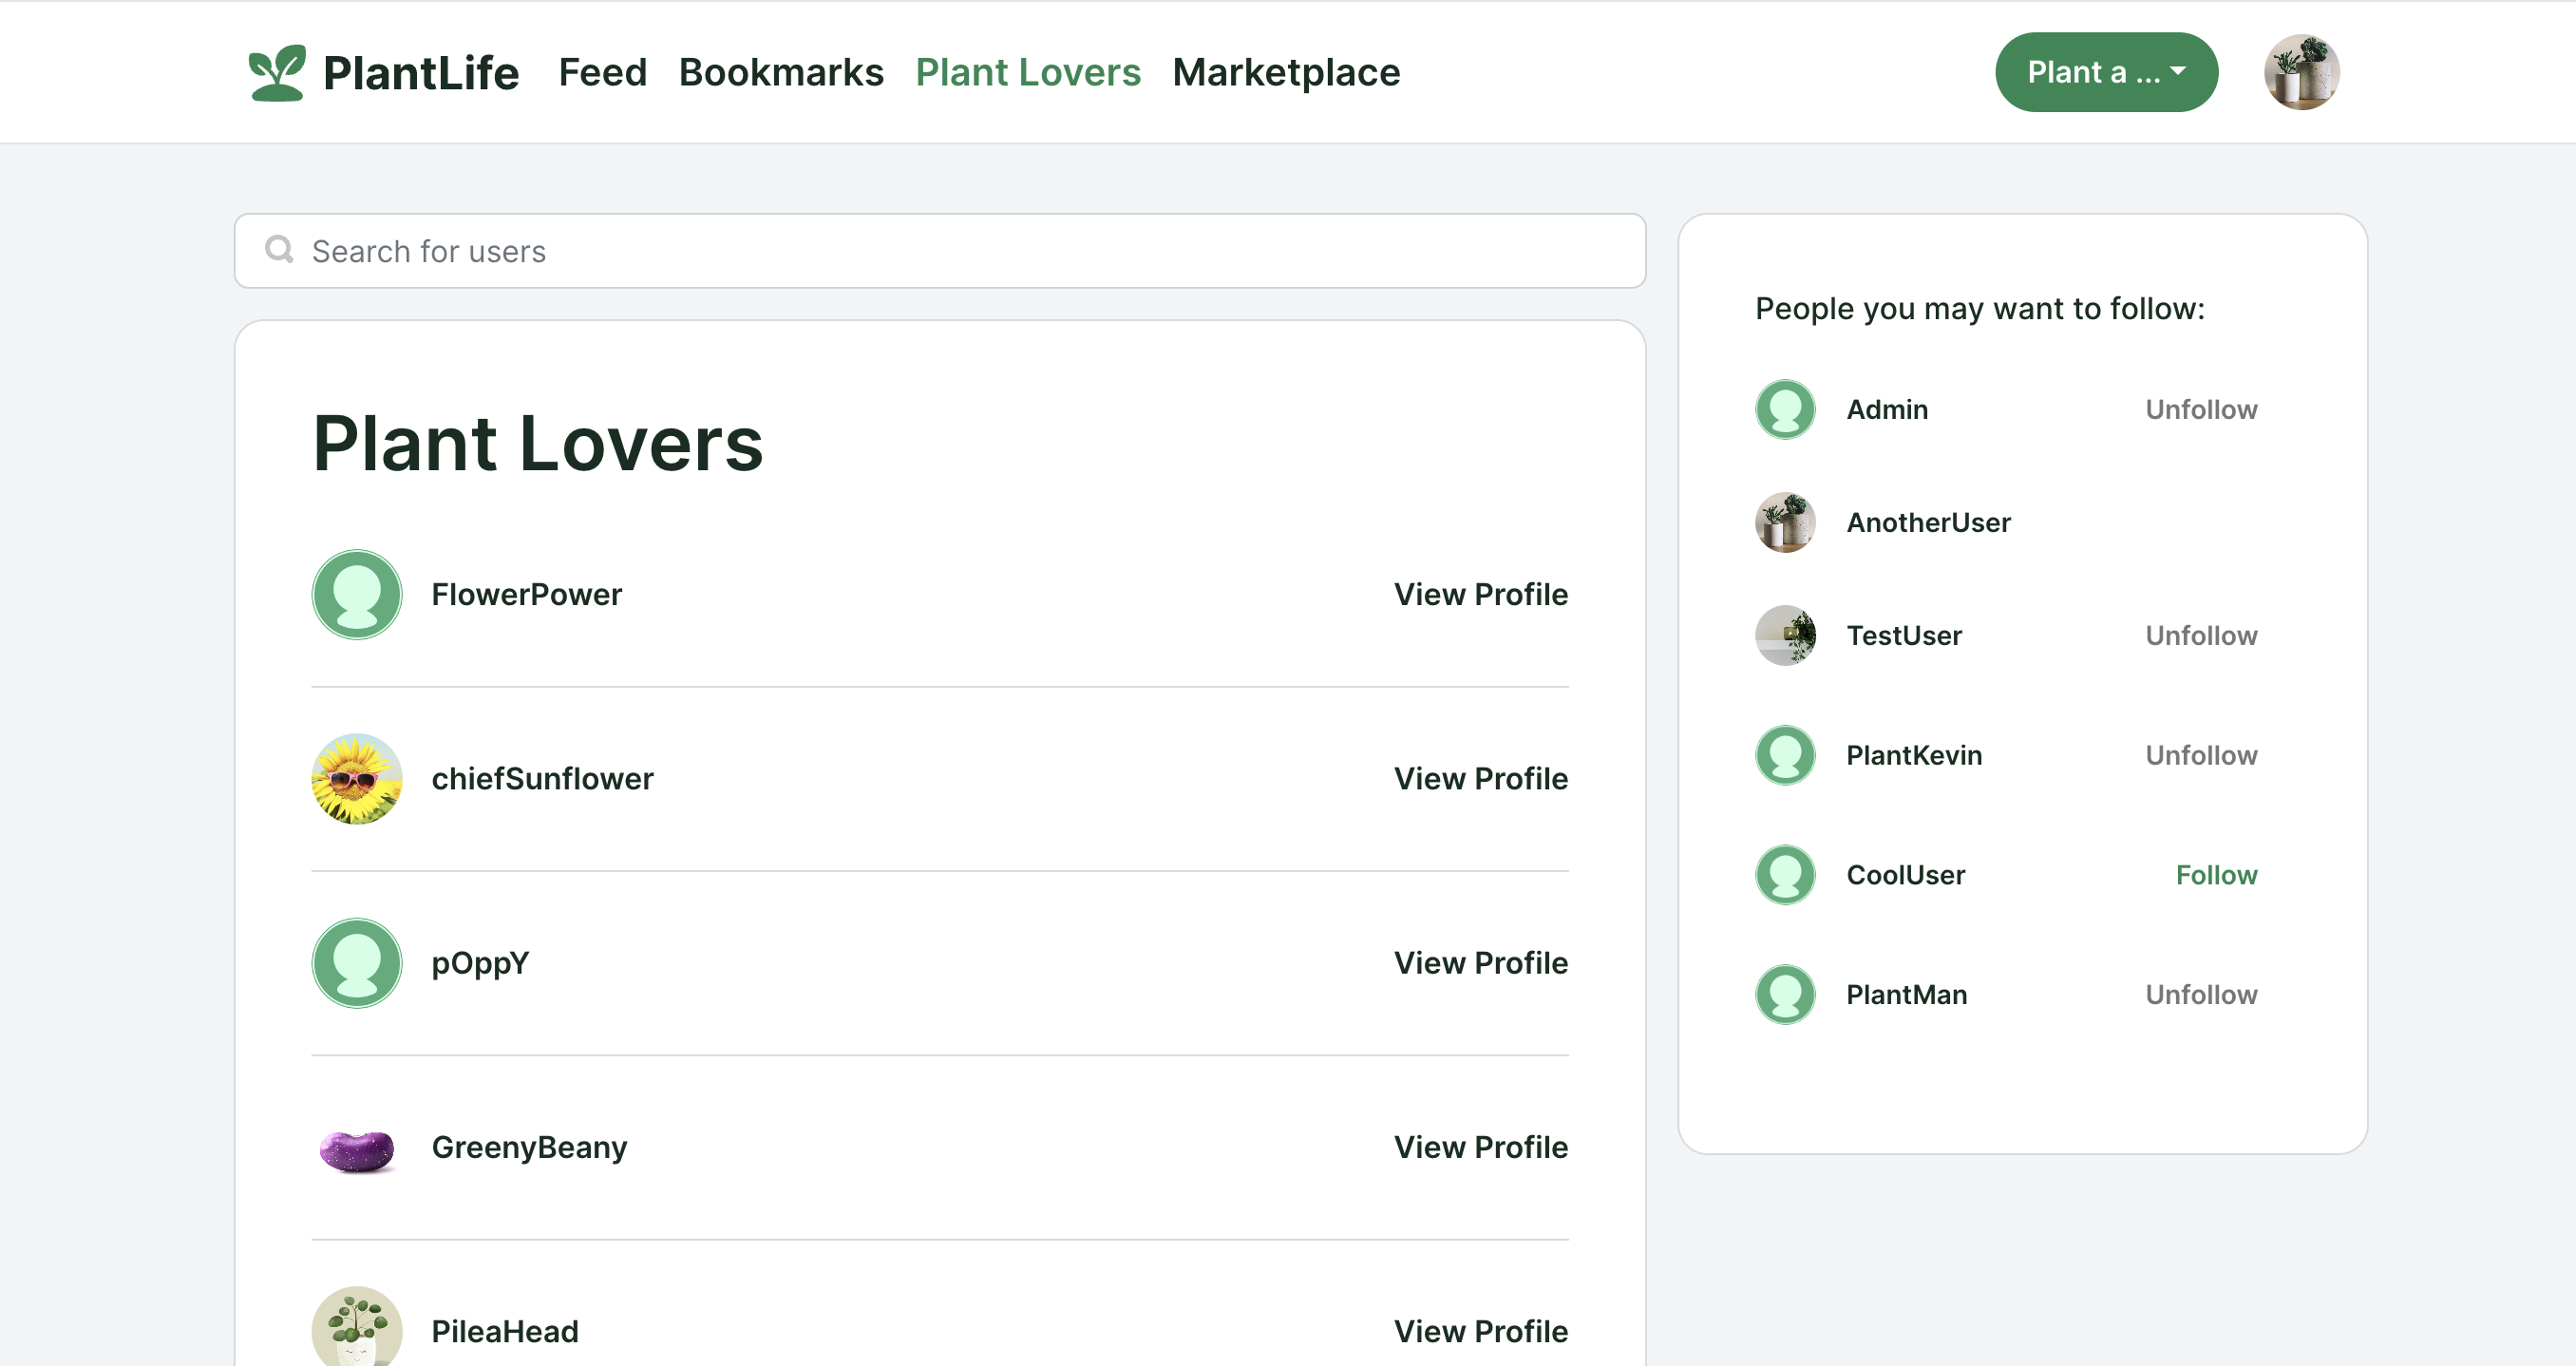 PlantLife Feed Bookmarks Plant Lovers Marketplace Plant a ...
Search for users
Plant Lovers
FlowerPower View Profile
chiefSunflower View Profile
pOppY View Profile
GreenyBeany View Profile
PileaHead View Profile
People you may want to follow:
Admin Unfollow
AnotherUser
TestUser Unfollow
PlantKevin Unfollow
CoolUser Follow
PlantMan Unfollow